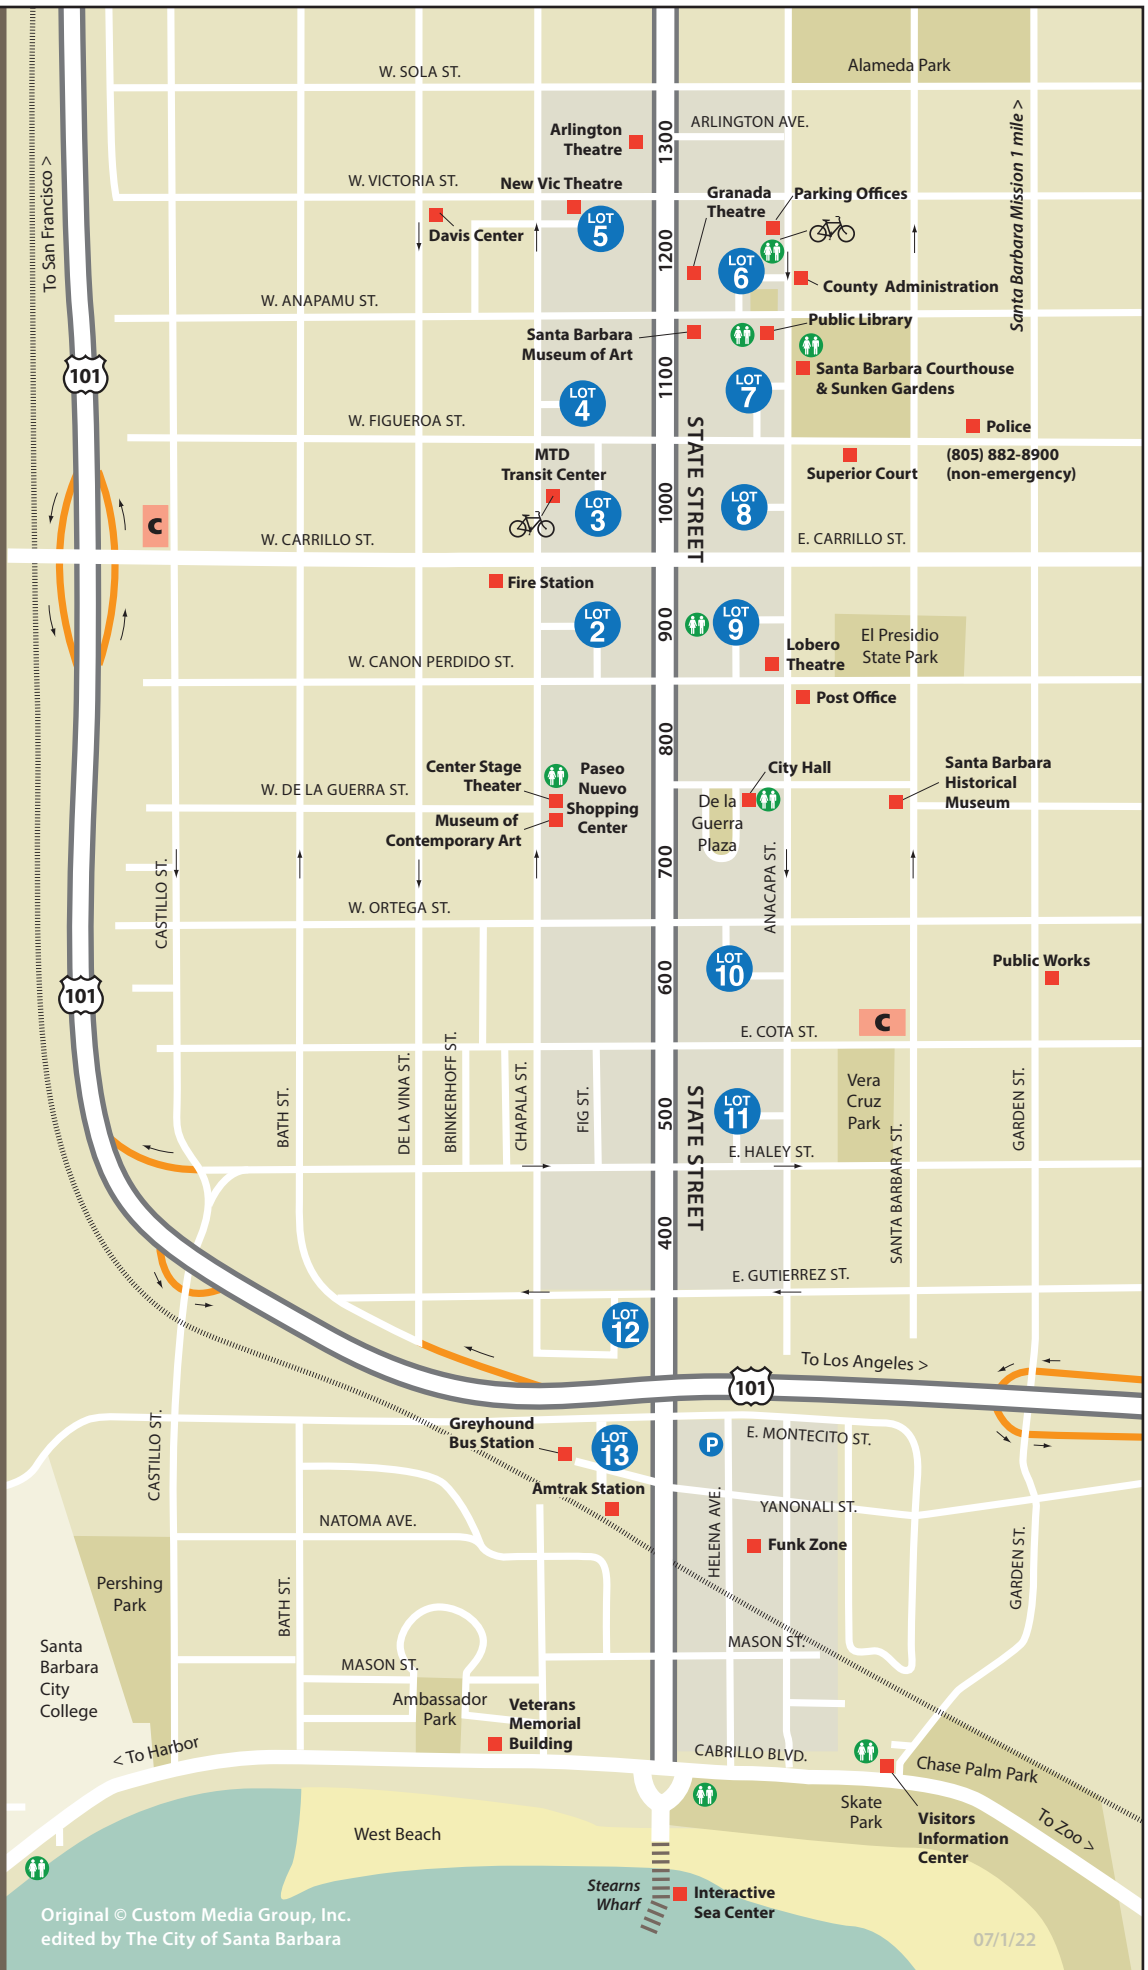 W. SOLA ST.
Alameda Park
Arlington
Theatre
1300
ARLINGTON AVE.
Santa Barbara Mission 1 mile >
To San Francisco >
W. VICTORIA ST.
New Vic Theatre
Granada
Theatre
Parking Offices
Davis Center
LOT
5
1200
LOT
6
County Administration
W. ANAPAMU ST.
Santa Barbara
Museum of Art
Public Library
101
1100
Santa Barbara Courthouse
& Sunken Gardens
LOT
4
LOT
7
W. FIGUEROA ST.
STATE STREET
Police
(805) 882-8900
(non-emergency)
Superior Court
MTD
Transit Center
LOT
3
1000
LOT
8
C
W. CARRILLO ST.
E. CARRILLO ST.
Fire Station
LOT
2
900
LOT
9
El Presidio
State Park
Lobero
Theatre
W. CANON PERDIDO ST.
Post Office
800
Center Stage
Theater
Paseo
Nuevo
Shopping
Center
City Hall
Santa Barbara
Historical
Museum
W. DE LA GUERRA ST.
Museum of
Contemporary Art
De la
Guerra
Plaza
700
CASTILLO ST.
ANACAPA ST.
W. ORTEGA ST.
LOT
10
600
Public Works
101
C
E. COTA ST.
BATH ST.
DE LA VINA ST.
BRINKERHOFF ST.
CHAPALA ST.
FIG ST.
500
STATE STREET
LOT
11
Vera
Cruz
Park
GARDEN ST.
E. HALEY ST.
SANTA BARBARA ST.
400
E. GUTIERREZ ST.
LOT
12
To Los Angeles >
101
CASTILLO ST.
Greyhound
Bus Station
LOT
13
P
E. MONTECITO ST.
Amtrak Station
YANONALI ST.
HELENA AVE.
NATOMA AVE.
Funk Zone
GARDEN ST.
Pershing
Park
BATH ST.
Santa
Barbara
City
College
MASON ST.
MASON ST.
Ambassador
Park
Veterans
Memorial
Building
< To Harbor
CABRILLO BLVD.
Chase Palm Park
Skate
Park
Visitors
Information
Center
To Zoo >
West Beach
Stearns
Wharf
Interactive
Sea Center
Original © Custom Media Group, Inc.
edited by The City of Santa Barbara
07/1/22